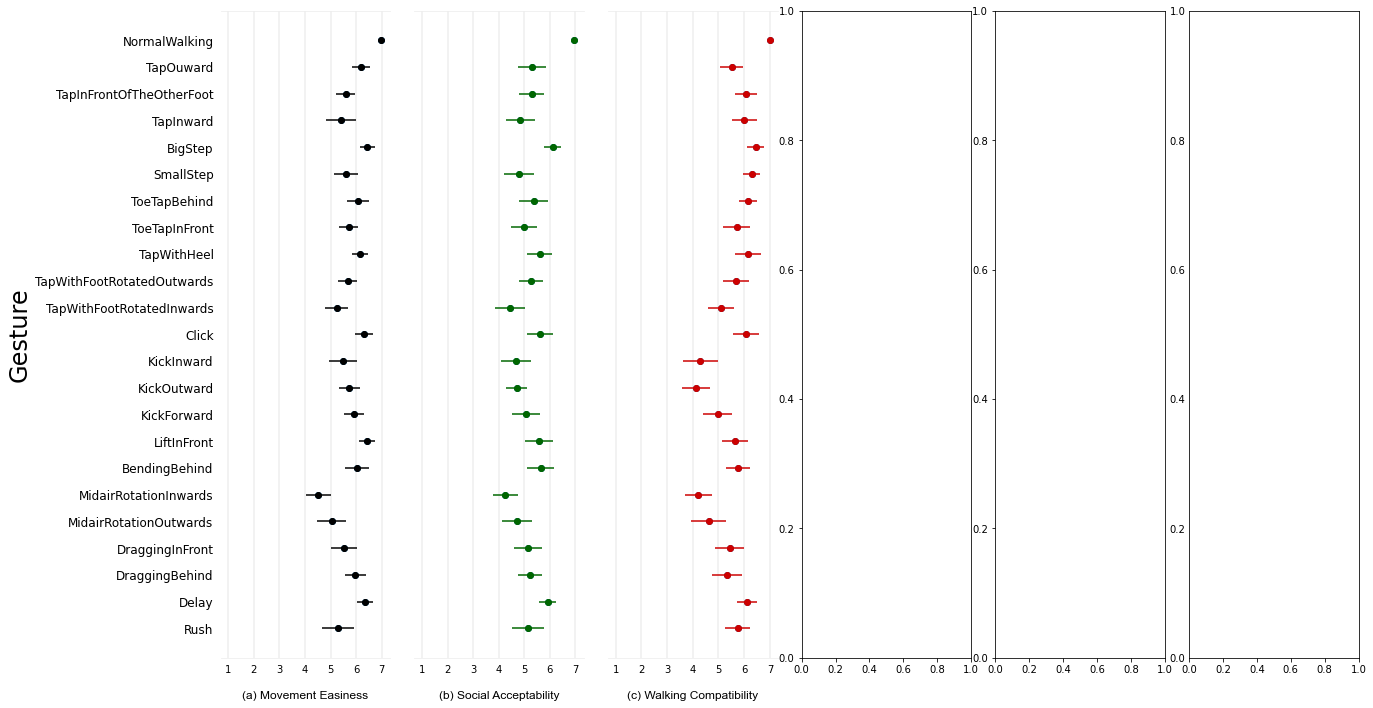 Gesture
NormalWalking
TapOuward
TapInFrontOfTheOtherFoot
TapInward
BigStep
SmallStep
ToeTapBehind
ToeTapInFront
TapWithHeel
TapWithFootRotatedOutwards
TapWithFootRotatedInwards
Click
KickInward
KickOutward
KickForward
LiftInFront
BendingBehind
MidairRotationInwards
MidairRotationOutwards
DraggingInFront
DraggingBehind
Delay
Rush
1 2 3 4 5 6 7
(a) Movement Easiness
1 2 3 4 5 6 7
(b) Social Acceptability
1 2 3 4 5 6 7
(c) Walking Compatibility
1.0
0.8
0.6
0.4
0.2
0.0
0.0 0.2 0.4 0.6 0.8 1.0
1.0
0.8
0.6
0.4
0.2
0.0
0.0 0.2 0.4 0.6 0.8 1.0
1.0
0.8
0.6
0.4
0.2
0.0
0.0 0.2 0.4 0.6 0.8 1.0